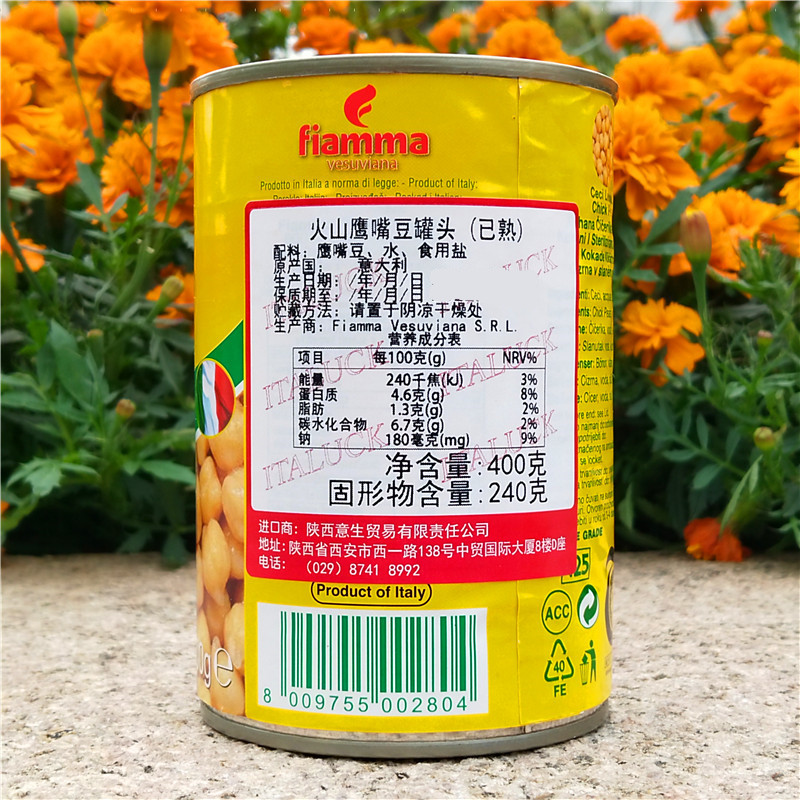 fiamma
vesuviana
Prodotto in Italia a norma di legge: - Product of Italy;
火山鹰嘴豆罐头（已熟）
配料：鹰嘴豆、水、食用盐
原产国： 意大利
生产日期：/年/月/日
保质期至：/年/月/日
贮藏方法：请置于阴凉干燥处
生产商：Fiamma Vesuviana S.R.L.
营养成分表
项目 每100克(g) NRV%
能量 240千焦(kJ) 3%
蛋白质 4.6克(g) 8%
脂肪 1.3克(g) 2%
碳水化合物 6.7克(g) 2%
钠 180毫克(mg) 9%
净含量：400克
固形物含量：240克
ITALUCK
进口商：陕西意生贸易有限责任公司
地址：陕西省西安市西一路138号中贸国际大厦8楼D座
电话：（029）8741 8992
Product of Italy
8 009755 002804
0g e
Chick
E GRADE
425
ACC
40
FE